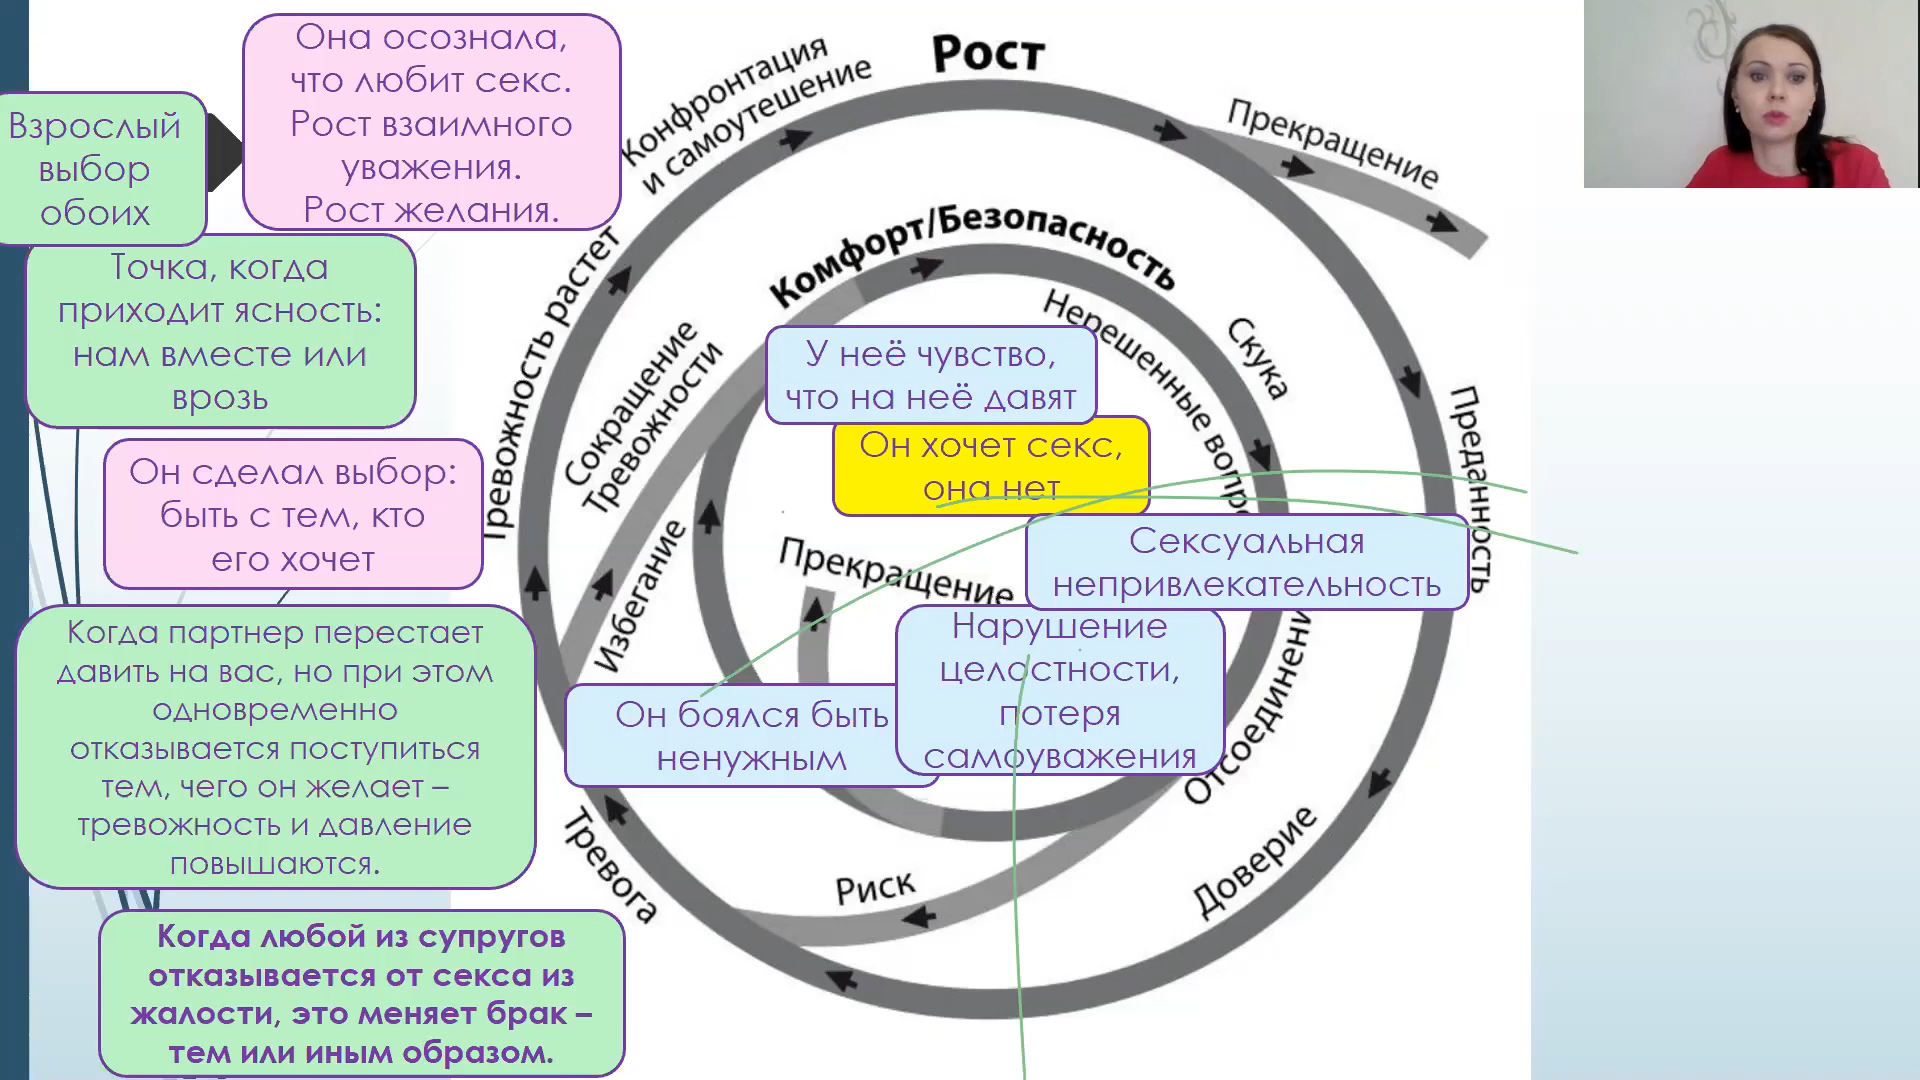 Она осознала,
что любит секс.
Рост взаимного
уважения.
Рост желания.
Взрослый
выбор
обоих
Точка, когда
приходит ясность:
нам вместе или
врозь
Он сделал выбор:
быть с тем, кто
его хочет
Когда партнер перестает
давить на вас, но при этом
одновременно
отказывается поступиться
тем, чего он желает –
тревожность и давление
повышаются.
Когда любой из супругов
отказывается от секса из
жалости, это меняет брак –
тем или иным образом.
Рост
Конфронтация
и самоутешение
Прекращение
Тревожность растет
Комфорт/Безопасность
Сокращение
Тревожности
Нерешенные
Скука
Преданность
У неё чувство,
что на неё давят
Он хочет секс,
она нет
Сексуальная
непривлекательность
Избегание
Прекращение
Нарушение
целостности,
потеря
самоуважения
Он боялся быть
ненужным
Риск
Тревога
Доверие